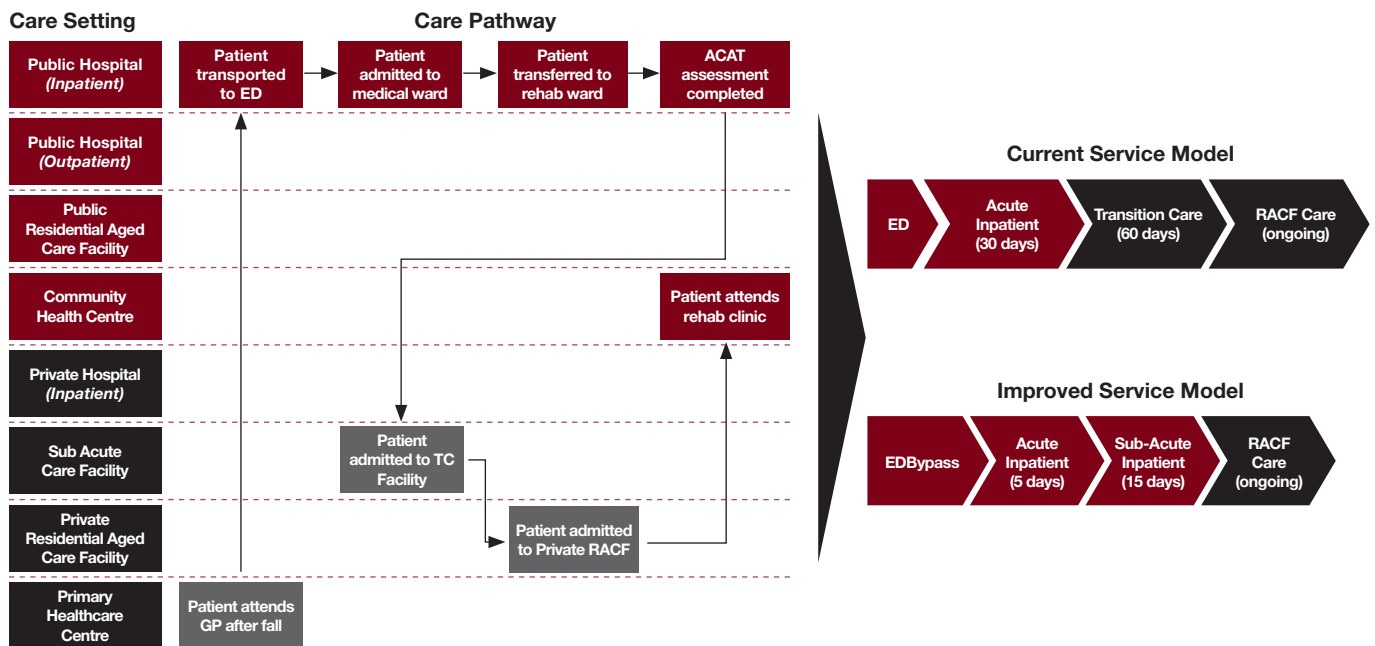 Care Setting
Care Pathway
Public Hospital
(Inpatient)
Patient
transported
to ED
Patient
admitted to
medical ward
Patient
transferred to
rehab ward
ACAT
assessment
completed
Public Hospital
(Outpatient)
Public
Residential Aged
Care Facility
Community
Health Centre
Patient attends
rehab clinic
Private Hospital
(Inpatient)
Sub Acute
Care Facility
Patient
admitted to TC
Facility
Private
Residential Aged
Care Facility
Patient admitted
to Private RACF
Primary
Healthcare
Centre
Patient attends
GP after fall
Current Service Model
ED
Acute
Inpatient
(30 days)
Transition Care
(60 days)
RACF Care
(ongoing)
Improved Service Model
EDBypass
Acute
Inpatient
(5 days)
Sub-Acute
Inpatient
(15 days)
RACF
Care
(ongoing)